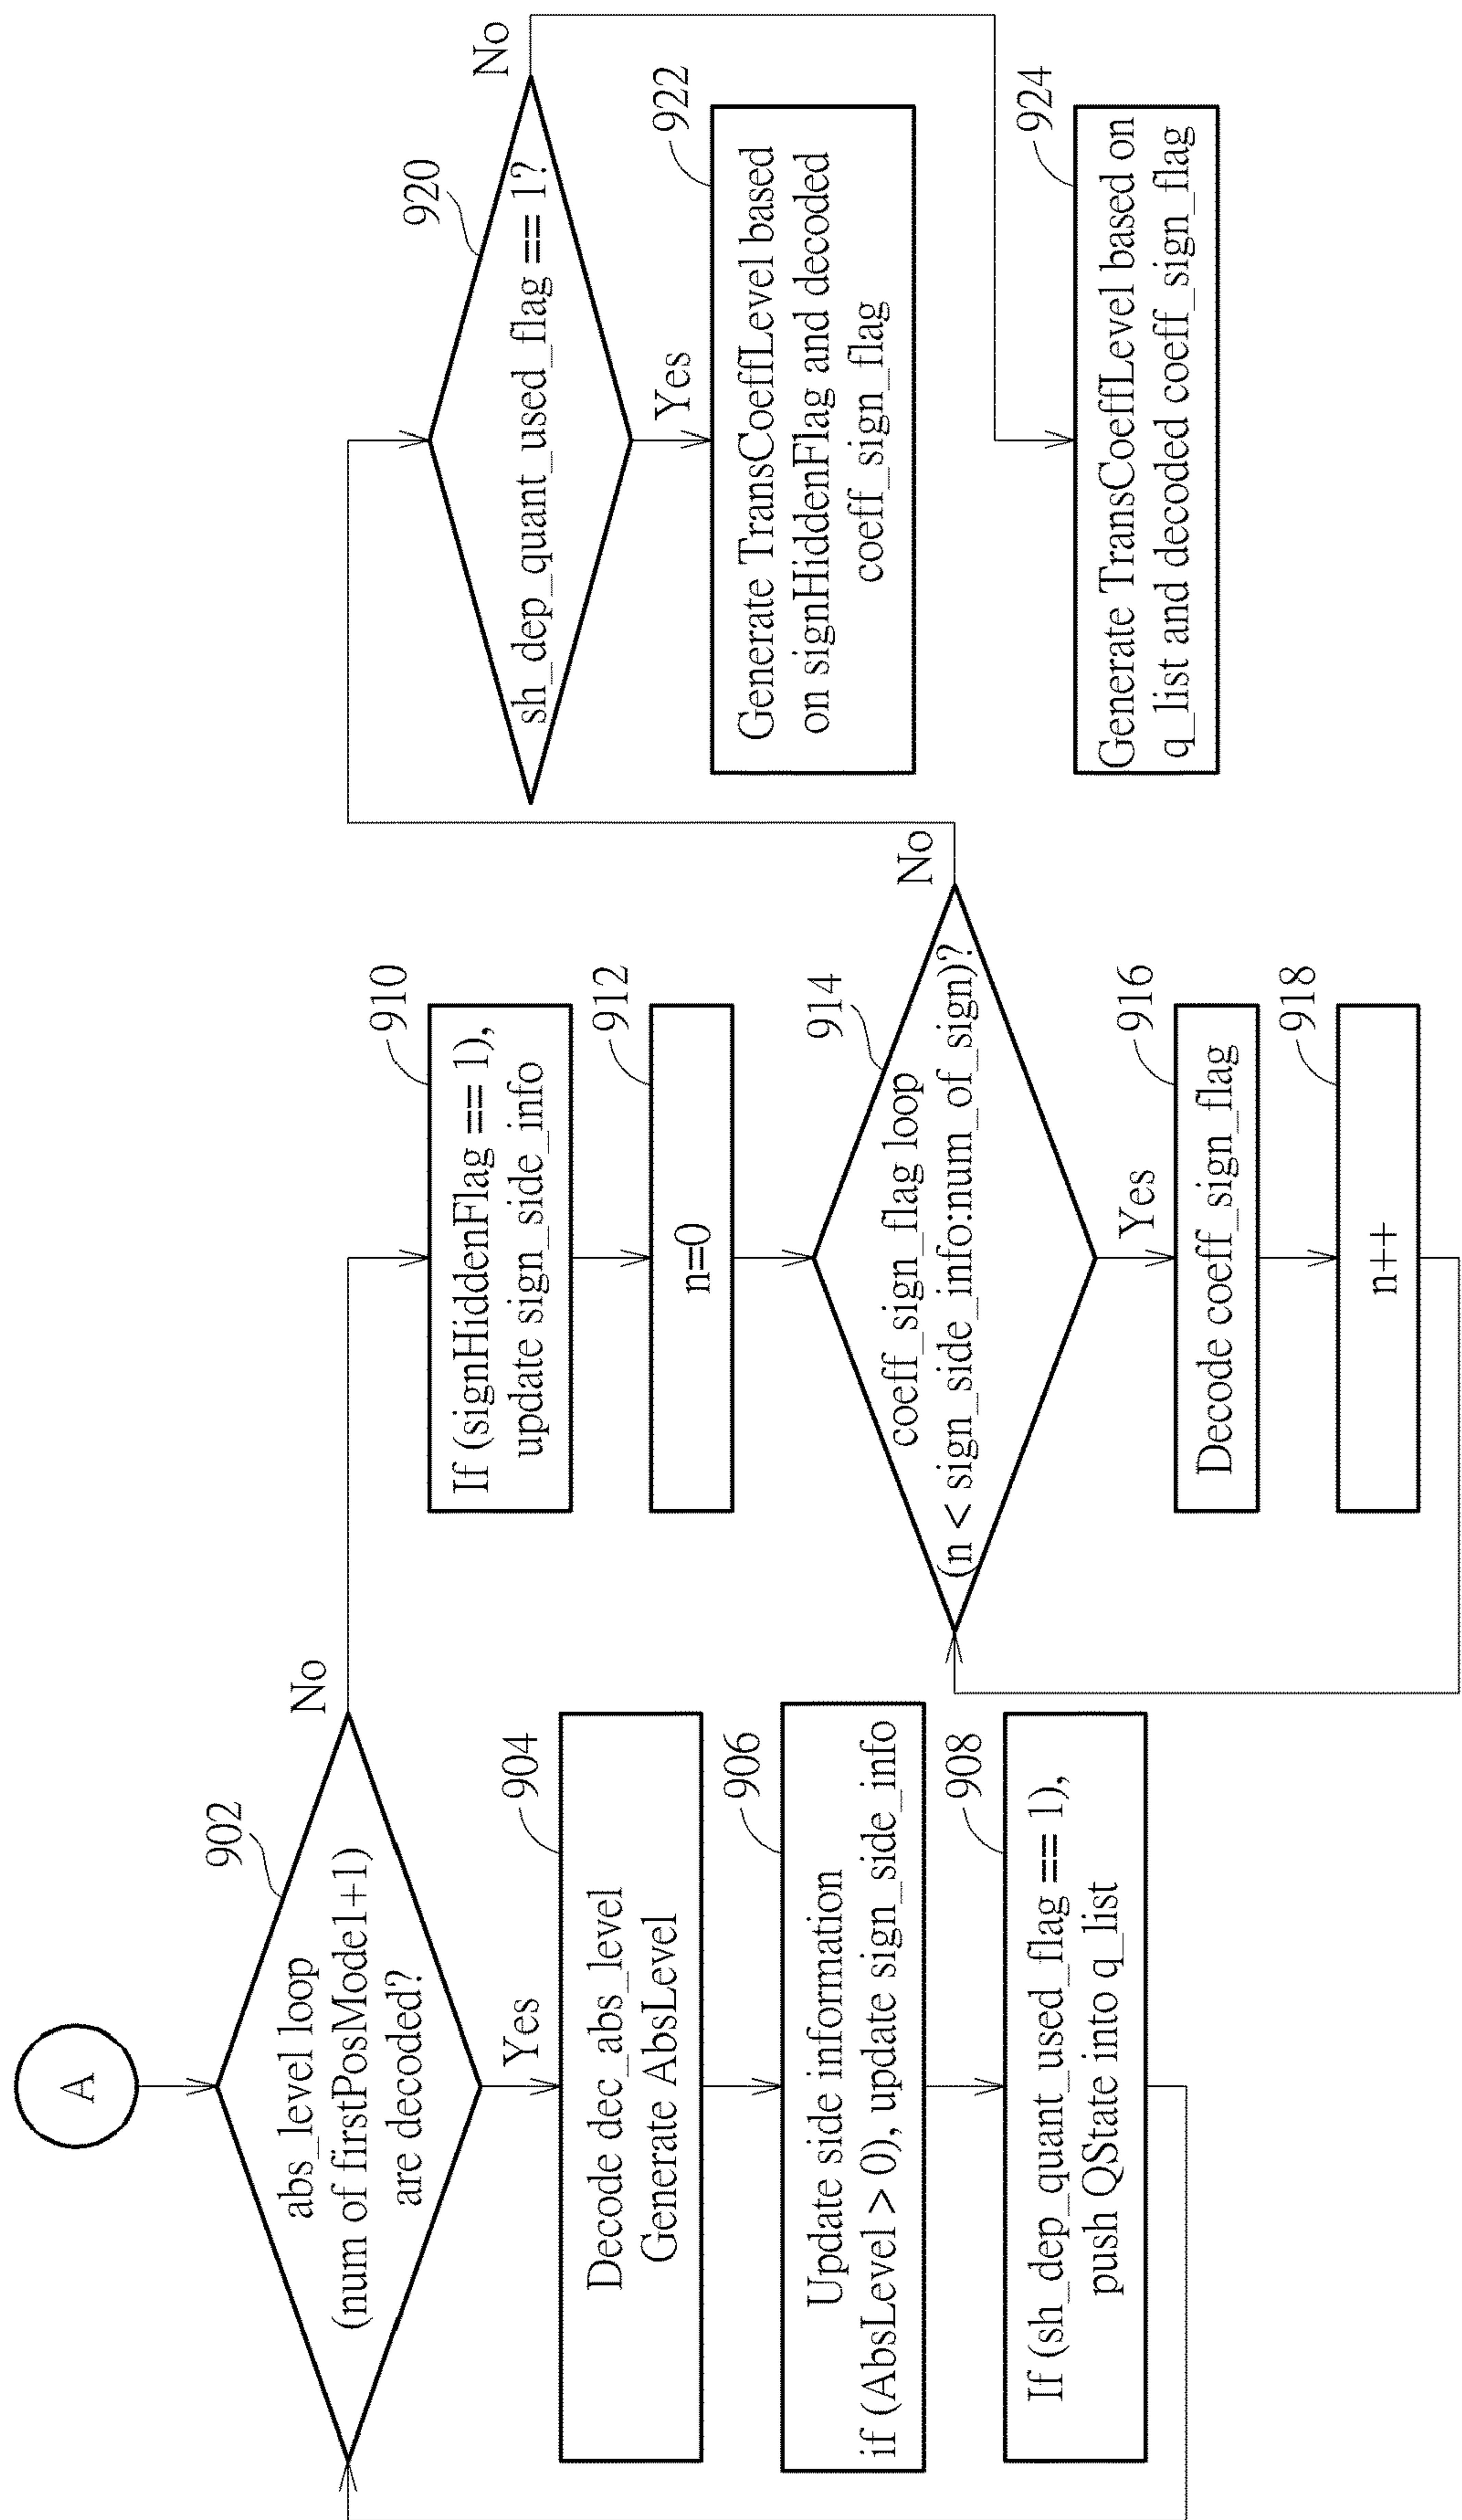 A
902
abs_level loop
(num of firstPosMode1+1)
are decoded?
No
Yes
904
Decode dec_abs_level
Generate AbsLevel
906
Update side information
if (AbsLevel > 0), update sign_side_info
908
If (sh_dep_quant_used_flag == 1),
push QState into q_list
910
If (signHiddenFlag == 1),
update sign_side_info
912
n=0
914
coeff_sign_flag loop
(n < sign_side_info:num_of_sign)?
No
Yes
916
Decode coeff_sign_flag
918
n++
920
sh_dep_quant_used_flag == 1?
No
Yes
922
Generate TransCoeffLevel based
on signHiddenFlag and decoded
coeff_sign_flag
924
Generate TransCoeffLevel based on
q_list and decoded coeff_sign_flag